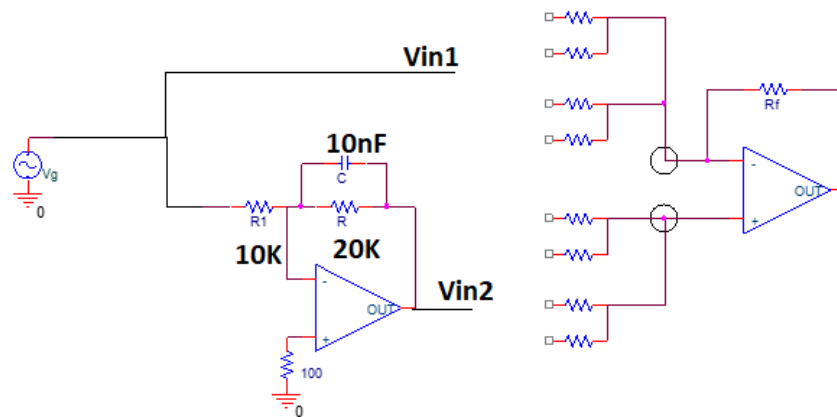 Vin1
10nF
C
Vg
0
R1
R
10K
20K
-
OUT
+
Vin2
100
0
Rf
-
OUT
+